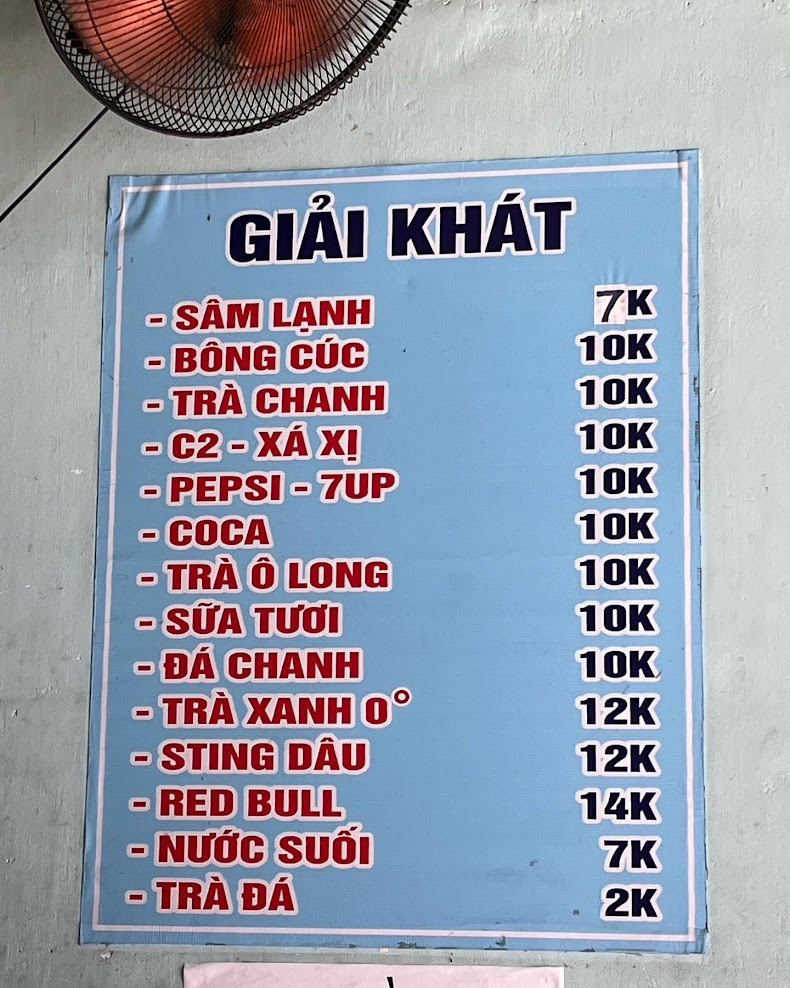 GIẢI KHÁT
- SÂM LẠNH 7K
- BÔNG CÚC 10K
- TRÀ CHANH 10K
- C2 - XÁ XỊ 10K
- PEPSI - 7UP 10K
- COCA 10K
- TRÀ Ô LONG 10K
- SỮA TƯƠI 10K
- ĐÁ CHANH 10K
- TRÀ XANH 0° 12K
- STING DÂU 12K
- RED BULL 14K
- NƯỚC SUỐI 7K
- TRÀ ĐÁ 2K